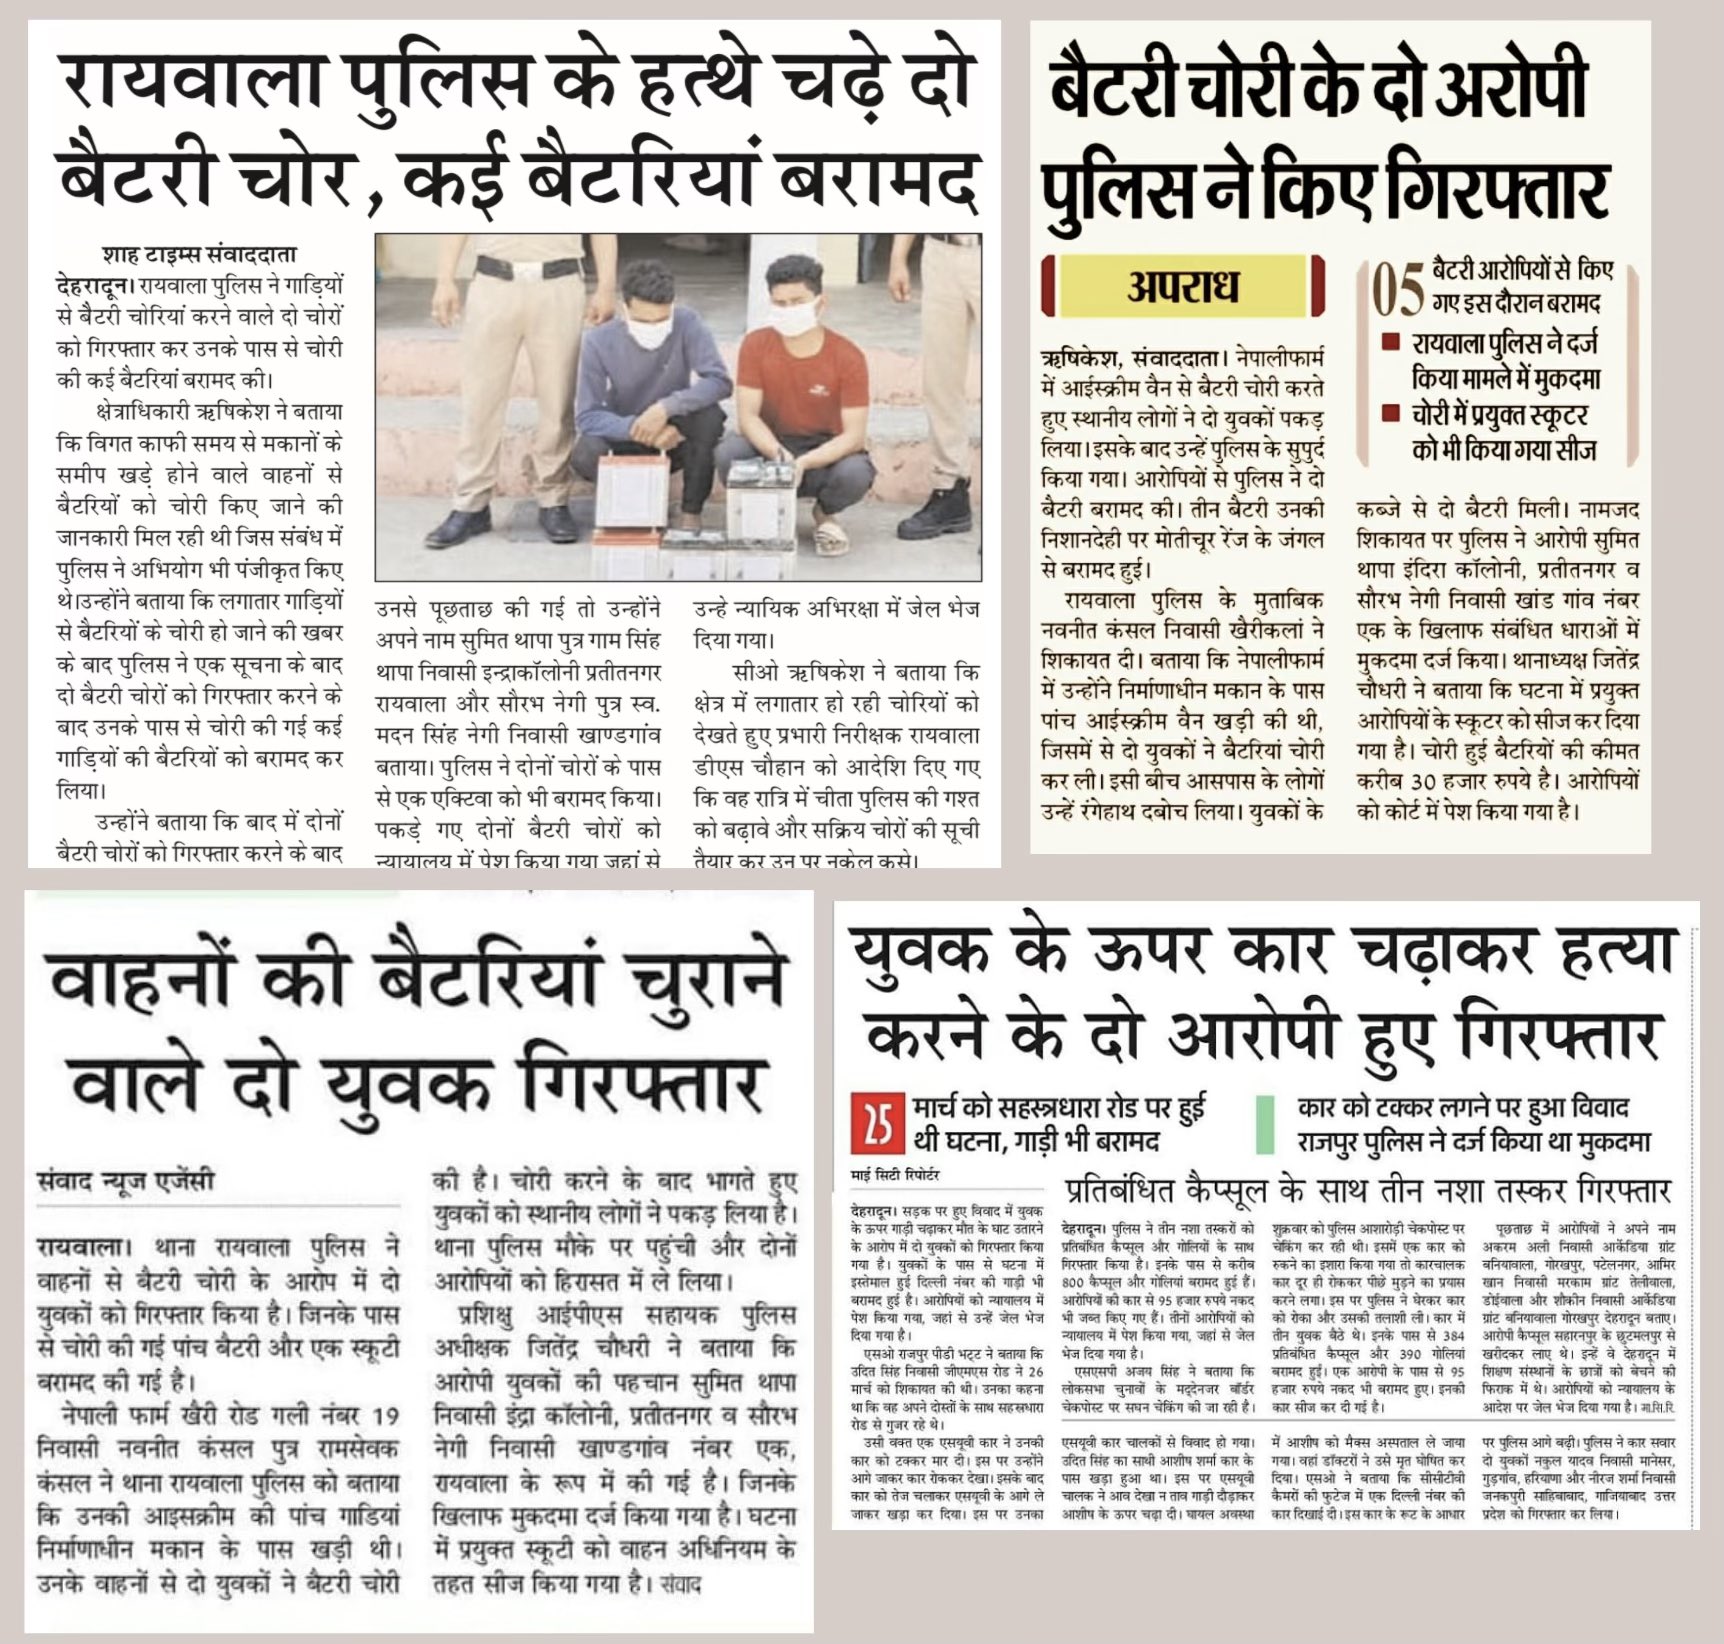 रायवाला पुलिस के हत्थे चढ़े दो
बैटरी चोर, कई बैटरियां बरामद
शाह टाइम्स संवाददाता
देहरादून। रायवाला पुलिस ने गाड़ियों
से बैटरी चोरियां करने वाले दो चोरों
को गिरफ्तार कर उनके पास से चोरी
की कई बैटरियां बरामद की।
क्षेत्राधिकारी ऋषिकेश ने बताया
कि विगत काफी समय से मकानों के
समीप खड़े होने वाले वाहनों से
बैटरियों को चोरी किए जाने की
जानकारी मिल रही थी जिस संबंध में
पुलिस ने अभियोग भी पंजीकृत किए
थे।उन्होंने बताया कि लगातार गाड़ियों
से बैटरियों के चोरी हो जाने की खबर
के बाद पुलिस ने एक सूचना के बाद
दो बैटरी चोरों को गिरफ्तार करने के
बाद उनके पास से चोरी की गई कई
गाड़ियों की बैटरियों को बरामद कर
लिया।
उन्होंने बताया कि बाद में दोनों
बैटरी चोरों को गिरफ्तार करने के बाद
उनसे पूछताछ की गई तो उन्होंने
अपने नाम सुमित थापा पुत्र गाम सिंह
थापा निवासी इन्द्राकॉलोनी प्रतीतनगर
रायवाला और सौरभ नेगी पुत्र स्व.
मदन सिंह नेगी निवासी खाण्डगांव
बताया। पुलिस ने दोनों चोरों के पास
से एक एक्टिवा को भी बरामद किया।
पकड़े गए दोनों बैटरी चोरों को
न्यायालय में पेश किया गया जहां से
उन्हे न्यायिक अभिरक्षा में जेल भेज
दिया गया।
सीओ ऋषिकेश ने बताया कि
क्षेत्र में लगातार हो रही चोरियों को
देखते हुए प्रभारी निरीक्षक रायवाला
डीएस चौहान को आदेशि दिए गए
कि वह रात्रि में चीता पुलिस की गश्त
को बढ़ावे और सक्रिय चोरों की सूची
तैयार कर उन पर नकेल कसे।
बैटरी चोरी के दो अरोपी
पुलिस ने किए गिरफ्तार
अपराध
05 बैटरी आरोपियों से किए
गए इस दौरान बरामद
रायवाला पुलिस ने दर्ज
किया मामले में मुकदमा
चोरी में प्रयुक्त स्कूटर
को भी किया गया सीज
ऋषिकेश, संवाददाता। नेपालीफार्म
में आईस्क्रीम वैन से बैटरी चोरी करते
हुए स्थानीय लोगों ने दो युवकों पकड़
लिया। इसके बाद उन्हें पुलिस के सुपुर्द
किया गया। आरोपियों से पुलिस ने दो
बैटरी बरामद की। तीन बैटरी उनकी
निशानदेही पर मोतीचूर रेंज के जंगल
से बरामद हुई।
रायवाला पुलिस के मुताबिक
नवनीत कंसल निवासी खैरीकलां ने
शिकायत दी। बताया कि नेपालीफार्म
में उन्होंने निर्माणाधीन मकान के पास
पांच आईस्क्रीम वैन खड़ी की थी,
जिसमें से दो युवकों ने बैटरियां चोरी
कर ली। इसी बीच आसपास के लोगों
उन्हें रंगेहाथ दबोच लिया। युवकों के
कब्जे से दो बैटरी मिली। नामजद
शिकायत पर पुलिस ने आरोपी सुमित
थापा इंदिरा कॉलोनी, प्रतीतनगर व
सौरभ नेगी निवासी खांड गांव नंबर
एक के खिलाफ संबंधित धाराओं में
मुकदमा दर्ज किया। थानाध्यक्ष जितेंद्र
चौधरी ने बताया कि घटना में प्रयुक्त
आरोपियों के स्कूटर को सीज कर दिया
गया है। चोरी हुई बैटरियों की कीमत
करीब 30 हजार रुपये है। आरोपियों
को कोर्ट में पेश किया गया है।
वाहनों की बैटरियां चुराने
वाले दो युवक गिरफ्तार
संवाद न्यूज एजेंसी
रायवाला। थाना रायवाला पुलिस ने
वाहनों से बैटरी चोरी के आरोप में दो
युवकों को गिरफ्तार किया है। जिनके पास
से चोरी की गई पांच बैटरी और एक स्कूटी
बरामद की गई है।
नेपाली फार्म खैरी रोड गली नंबर 19
निवासी नवनीत कंसल पुत्र रामसेवक
कंसल ने थाना रायवाला पुलिस को बताया
कि उनकी आइसक्रीम की पांच गाडियां
निर्माणाधीन मकान के पास खड़ी थी।
उनके वाहनों से दो युवकों ने बैटरी चोरी
की है। चोरी करने के बाद भागते हुए
युवकों को स्थानीय लोगों ने पकड़ लिया है।
थाना पुलिस मौके पर पहुंची और दोनों
आरोपियों को हिरासत में ले लिया।
प्रशिक्षु आईपीएस सहायक पुलिस
अधीक्षक जितेंद्र चौधरी ने बताया कि
आरोपी युवकों की पहचान सुमित थापा
निवासी इंद्रा कॉलोनी, प्रतीतनगर व सौरभ
नेगी निवासी खाण्डगांव नंबर एक,
रायवाला के रूप में की गई है। जिनके
खिलाफ मुकदमा दर्ज किया गया है। घटना
में प्रयुक्त स्कूटी को वाहन अधिनियम के
तहत सीज किया गया है। संवाद
युवक के ऊपर कार चढ़ाकर हत्या
करने के दो आरोपी हुए गिरफ्तार
25 मार्च को सहस्त्रधारा रोड पर हुई
थी घटना, गाड़ी भी बरामद
कार को टक्कर लगने पर हुआ विवाद
राजपुर पुलिस ने दर्ज किया था मुकदमा
माई सिटी रिपोर्टर
देहरादून। सड़क पर हुए विवाद में युवक
के ऊपर गाड़ी चढ़ाकर मौत के घाट उतारने
के आरोप में दो युवकों को गिरफ्तार किया
गया है। युवकों के पास से घटना में
इस्तेमाल हुई दिल्ली नंबर की गाड़ी भी
बरामद हुई है। आरोपियों को न्यायालय में
पेश किया गया, जहां से उन्हें जेल भेज
दिया गया है।
एसओ राजपुर पीडी भट्ट ने बताया कि
उदित सिंह निवासी जीएमएस रोड ने 26
मार्च को शिकायत की थी। उनका कहना
था कि वह अपने दोस्तों के साथ सहस्त्रधारा
रोड से गुजर रहे थे।
उसी वक्त एक एसयूवी कार ने उनकी
कार को टक्कर मार दी। इस पर उन्होंने
आगे जाकर कार रोककर देखा। इसके बाद
कार को तेज चलाकर एसयूवी के आगे ले
जाकर खड़ा कर दिया। इस पर उनका
एसयूवी कार चालकों से विवाद हो गया।
उदित सिंह का साथी आशीष शर्मा कार के
पास खड़ा हुआ था। इस पर एसयूवी
चालक ने आव देखा न ताव गाड़ी दौड़ाकर
आशीष के ऊपर चढ़ा दी। घायल अवस्था
में आशीष को मैक्स अस्पताल ले जाया
गया। वहां डॉक्टरों ने उसे मृत घोषित कर
दिया। एसओ ने बताया कि सीसीटीवी
कैमरों की फुटेज में एक दिल्ली नंबर की
कार दिखाई दी। इस कार के रूट के आधार
पर पुलिस आगे बढ़ी। पुलिस ने कार सवार
दो युवकों नकुल यादव निवासी मानेसर,
गुड़गांव, हरियाणा और नीरज शर्मा निवासी
जनकपुरी साहिबाबाद, गाजियाबाद उत्तर
प्रदेश को गिरफ्तार कर लिया।
प्रतिबंधित कैप्सूल के साथ तीन नशा तस्कर गिरफ्तार
देहरादून। पुलिस ने तीन नशा तस्करों को
प्रतिबंधित कैप्सूल और गोलियों के साथ
गिरफ्तार किया है। इनके पास से करीब
800 कैप्सूल और गोलियां बरामद हुई हैं।
आरोपियों की कार से 95 हजार रुपये नकद
भी जब्त किए गए हैं। तीनों आरोपियों को
न्यायालय में पेश किया गया, जहां से जेल
भेज दिया गया है।
एसएसपी अजय सिंह ने बताया कि
लोकसभा चुनावों के मद्देनजर बॉर्डर
चेकपोस्ट पर सघन चेकिंग की जा रही है।
शुक्रवार को पुलिस आशारोड़ी चेकपोस्ट पर
चेकिंग कर रही थी। इसमें एक कार को
रुकने का इशारा किया गया तो कारचालक
कार दूर ही रोककर पीछे मुड़ने का प्रयास
करने लगा। इस पर पुलिस ने घेरकर कार
को रोका और उसकी तलाशी ली। कार में
तीन युवक बैठे थे। इनके पास से 384
प्रतिबंधित कैप्सूल और 390 गोलियां
बरामद हुई। एक आरोपी के पास से 95
हजार रुपये नकद भी बरामद हुए। इनकी
कार सीज कर दी गई है।
पूछताछ में आरोपियों ने अपने नाम
अकरम अली निवासी आर्केडिया ग्रांट
बनियावाला, गोरखपुर, पटेलनगर, आमिर
खान निवासी मरकाम ग्रांट तेलीवाला,
डोईवाला और शौकीन निवासी आर्केडिया
ग्रांट बनियावाला गोरखपुर देहरादून बताए।
आरोपी कैप्सूल सहारनपुर के छुटमलपुर से
खरीदकर लाए थे। इन्हें वे देहरादून में
शिक्षण संस्थानों के छात्रों को बेचने की
फिराक में थे। आरोपियों को न्यायालय के
आदेश पर जेल भेज दिया गया है। मा.सि.रि.